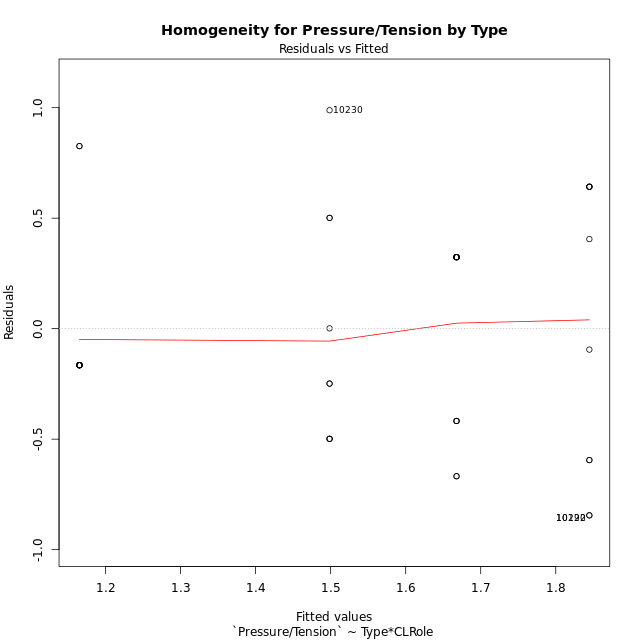 Homogeneity for Pressure/Tension by Type
Residuals vs Fitted
1.0
0.5
0.0
-0.5
-1.0
Residuals
10230
1.2
1.3
1.4
1.5
1.6
1.7
1.8
Fitted values
`Pressure/Tension` ~ Type*CLRole